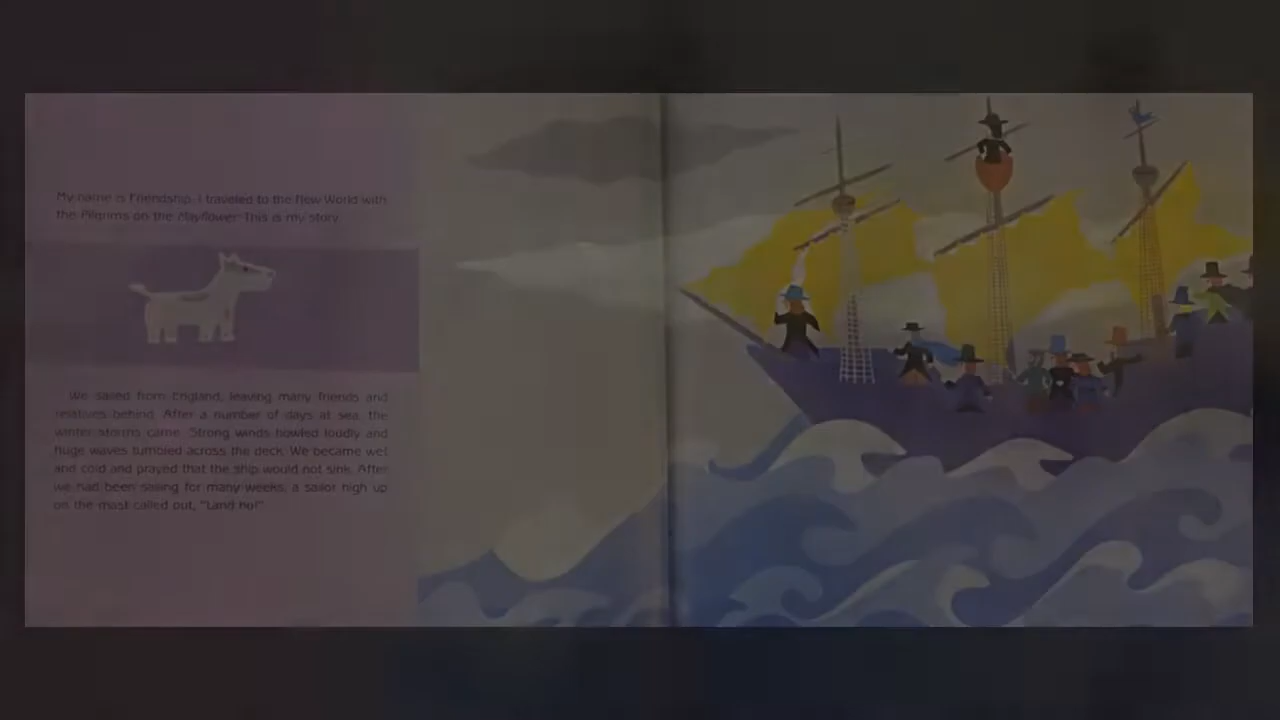 My name is Friendship. I traveled to the New World with
the Pilgrims on the Mayflower. This is my story.
We sailed from England, leaving many friends and
relatives behind. After a number of days at sea, the
winter storms came. Strong winds howled loudly and
huge waves tumbled across the deck. We became wet
and cold and prayed that the ship would not sink. After
we had been sailing for many weeks, a sailor high up
on the mast called out, "Land ho!"